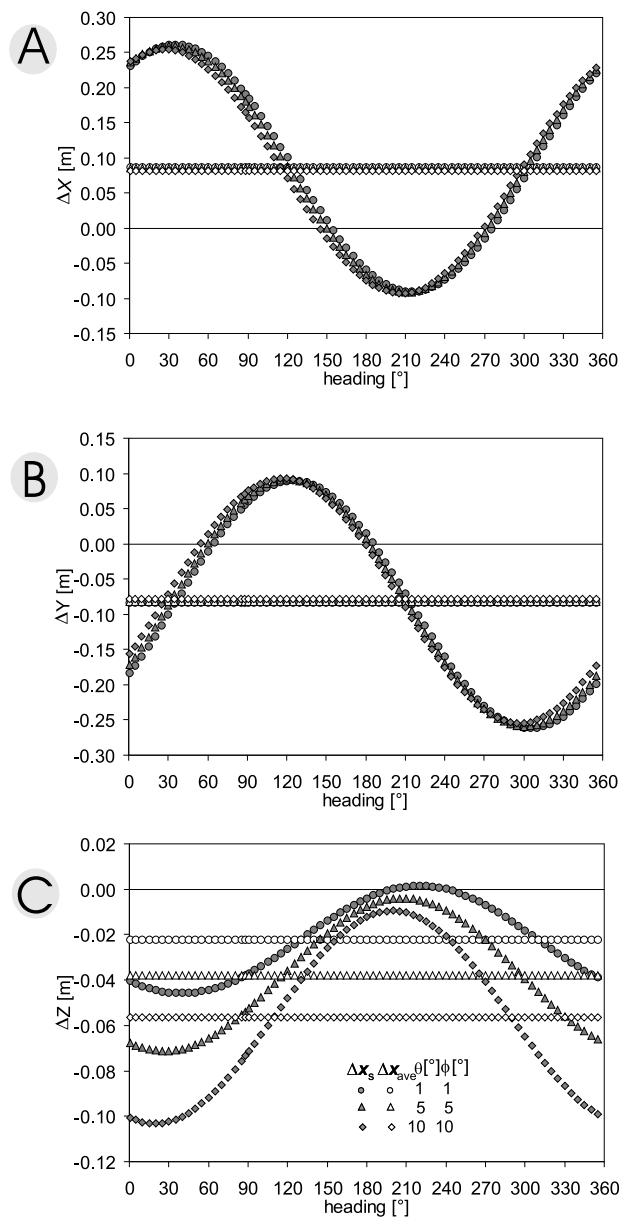 A
0.30
0.25
0.20
0.15
0.10
0.05
0.00
-0.05
-0.10
-0.15
ΔX [m]
0 30 60 90 120 150 180 210 240 270 300 330 360
heading [°]
B
0.15
0.10
0.05
0.00
-0.05
-0.10
-0.15
-0.20
-0.25
-0.30
ΔY [m]
0 30 60 90 120 150 180 210 240 270 300 330 360
heading [°]
C
0.02
0.00
-0.02
-0.04
-0.06
-0.08
-0.10
-0.12
ΔZ [m]
Δxs Δxave θ[°] ϕ[°]
1 1
5 5
10 10
0 30 60 90 120 150 180 210 240 270 300 330 360
heading [°]